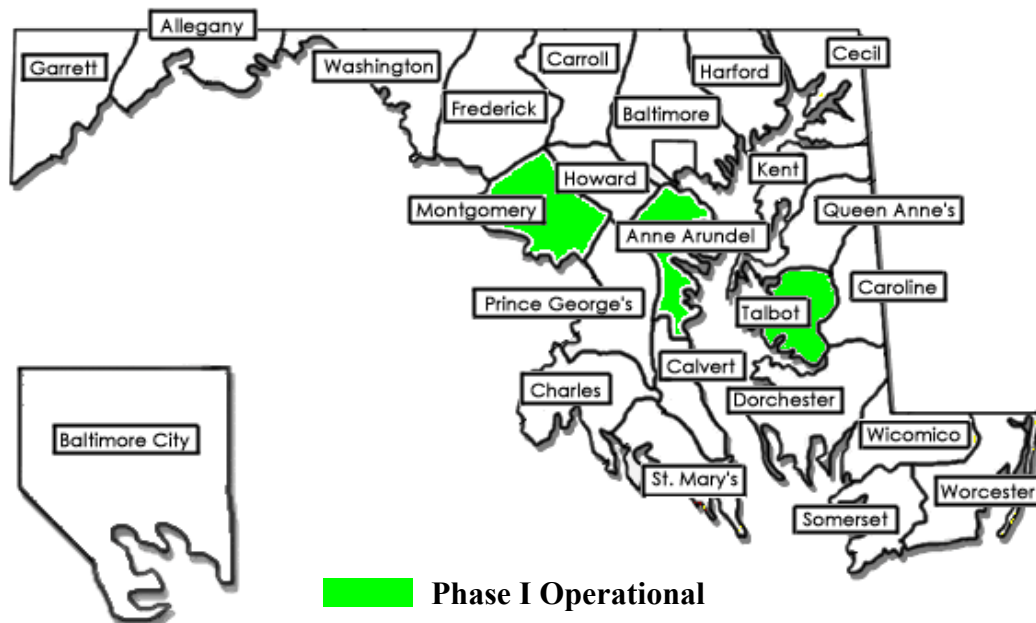 Allegany
Garrett
Washington
Carroll
Harford
Cecil
Frederick
Baltimore
Kent
Howard
Montgomery
Queen Anne's
Anne Arundel
Caroline
Prince George's
Talbot
Calvert
Charles
Dorchester
Baltimore City
Wicomico
St. Mary's
Worcester
Somerset
Phase I Operational